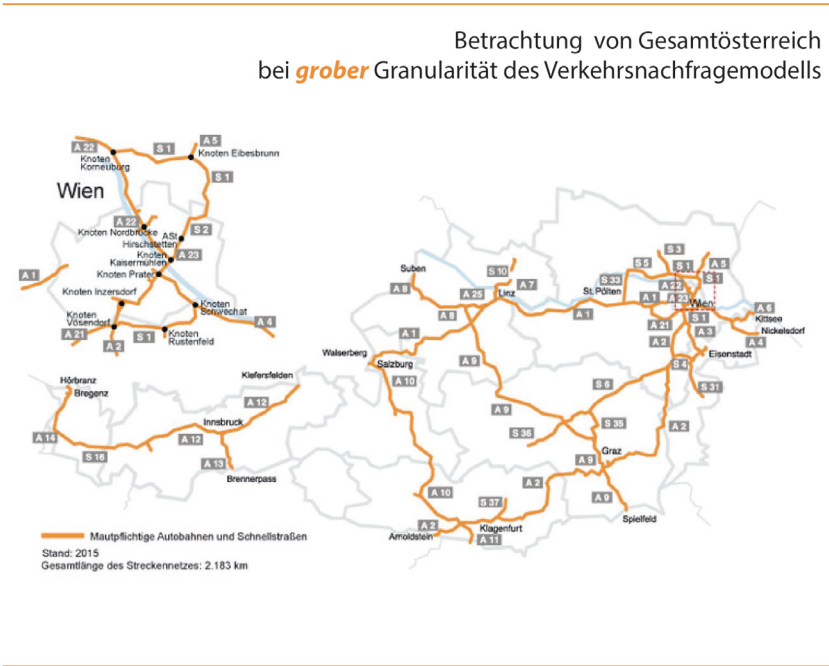 Betrachtung von Gesamtösterreich
bei grober Granularität des Verkehrsnachfragemodells
A 22
Knoten
Korneuburg
S 1
A 5
Knoten Eibesbrunn
S 1
Wien
A 22
Knoten Nordbrücke
S 2
ASt
Hirschstetten
Knoten
Kaisermühlen
A 23
Knoten Prater
A 1
Knoten Inzersdorf
Knoten
Schwechat
Knoten
Vösendorf
A 4
A 21
A 2
S 1
Knoten
Rustenfeld
Hörbranz
Bregenz
Kiefersfelden
A 12
Innsbruck
A 14
S 16
A 12
A 13
Brennerpass
Suben
A 8
S 10
A 7
A 25
Linz
A 8
A 1
Walserberg
Salzburg
A 10
A 9
A 1
St.Pölten
S 33
S 5
S 3
S 1
A 5
S 1
A 22
A 1
A 23
Wien
A 6
Kittsee
Nickelsdorf
A 4
S 1
A 21
A 3
A 2
Eisenstadt
S 4
S 31
S 6
A 9
S 36
S 35
A 2
Graz
A 9
A 2
A 9
Spielfeld
A 10
S 37
A 2
Klagenfurt
Arnoldstein
A 11
Mautpflichtige Autobahnen und Schnellstraßen
Stand: 2015
Gesamtlänge des Streckennetzes: 2.183 km